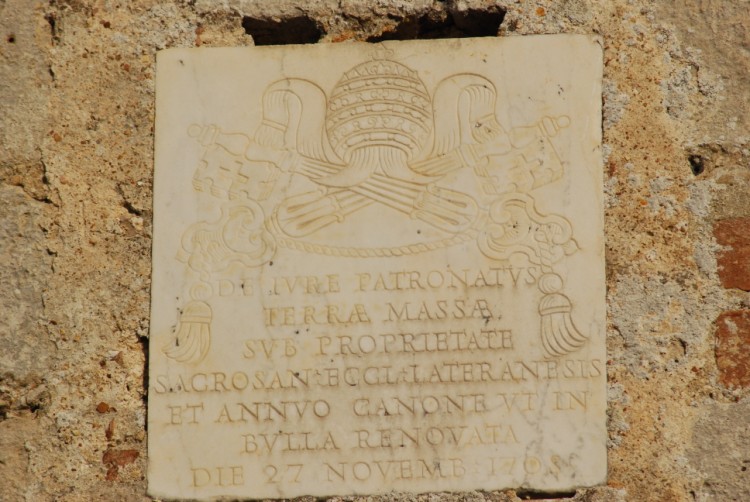 DE IVRE PATRONATVS
TERRÆ MASSÆ,
SVB PROPRIETATE
SACROSAN: ECCL: LATERANESIS
ET ANNVO CANONE VT IN
BVLLA RENOVATA
DIE 27 NOVEMB: